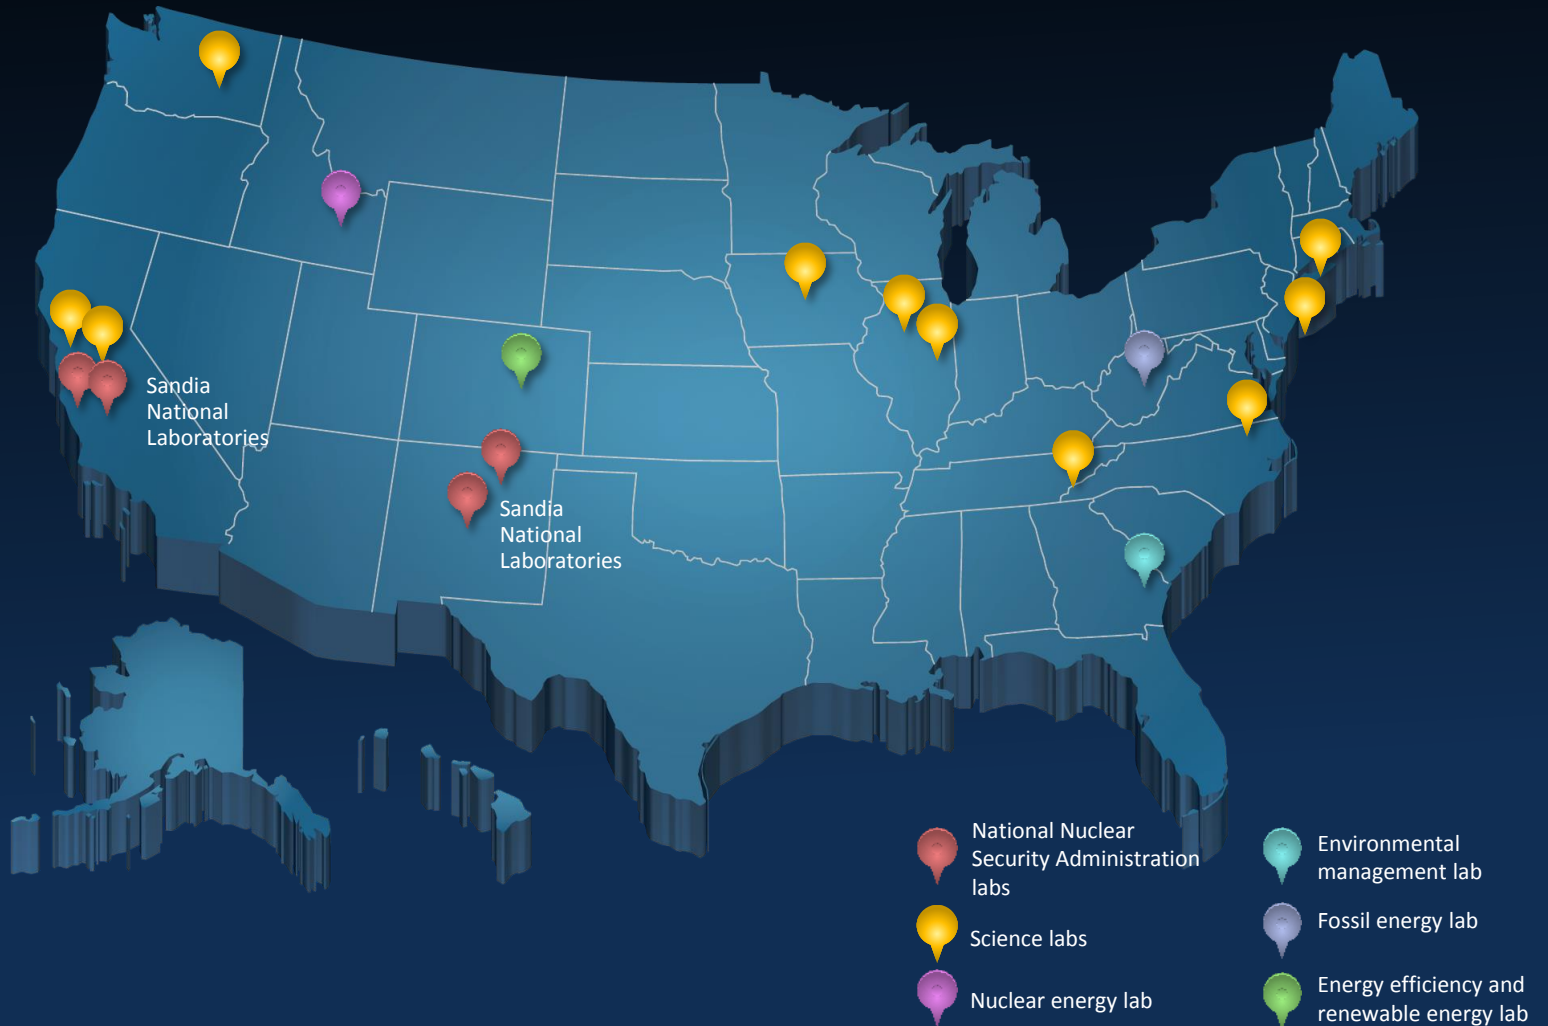 Sandia
National
Laboratories
Sandia
National
Laboratories
National Nuclear
Security Administration
labs
Science labs
Nuclear energy lab
Environmental
management lab
Fossil energy lab
Energy efficiency and
renewable energy lab